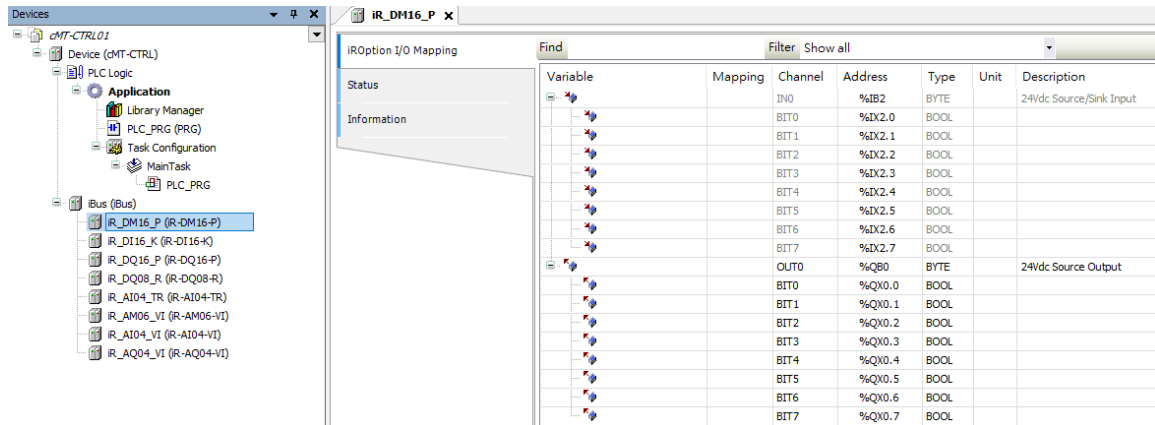 Devices
cMT-CTRL01
Device (cMT-CTRL)
PLC Logic
Application
Library Manager
PLC_PRG (PRG)
Task Configuration
MainTask
PLC_PRG
iBus (iBus)
iR_DM16_P (iR-DM16-P)
iR_DI16_K (iR-DI16-K)
iR_DQ16_P (iR-DQ16-P)
iR_DQ08_R (iR-DQ08-R)
iR_AI04_TR (iR-AI04-TR)
iR_AM06_VI (iR-AM06-VI)
iR_AI04_VI (iR-AI04-VI)
iR_AQ04_VI (iR-AQ04-VI)
iR_DM16_P x
iROption I/O Mapping
Status
Information
Find Filter Show all
Variable Mapping Channel Address Type Unit Description
IN0 %IB2 BYTE 24Vdc Source/Sink Input
BIT0 %IX2.0 BOOL
BIT1 %IX2.1 BOOL
BIT2 %IX2.2 BOOL
BIT3 %IX2.3 BOOL
BIT4 %IX2.4 BOOL
BIT5 %IX2.5 BOOL
BIT6 %IX2.6 BOOL
BIT7 %IX2.7 BOOL
OUT0 %QB0 BYTE 24Vdc Source Output
BIT0 %QX0.0 BOOL
BIT1 %QX0.1 BOOL
BIT2 %QX0.2 BOOL
BIT3 %QX0.3 BOOL
BIT4 %QX0.4 BOOL
BIT5 %QX0.5 BOOL
BIT6 %QX0.6 BOOL
BIT7 %QX0.7 BOOL